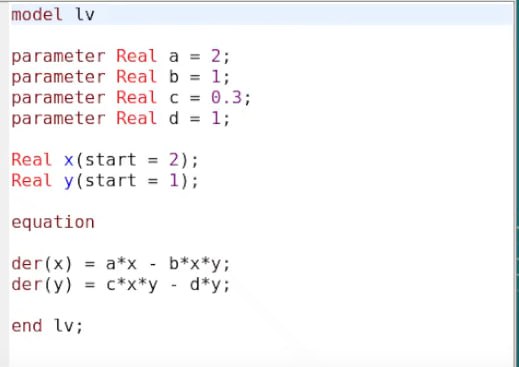 model lv
parameter Real a = 2;
parameter Real b = 1;
parameter Real c = 0.3;
parameter Real d = 1;
Real x(start = 2);
Real y(start = 1);
equation
der(x) = a*x - b*x*y;
der(y) = c*x*y - d*y;
end lv;